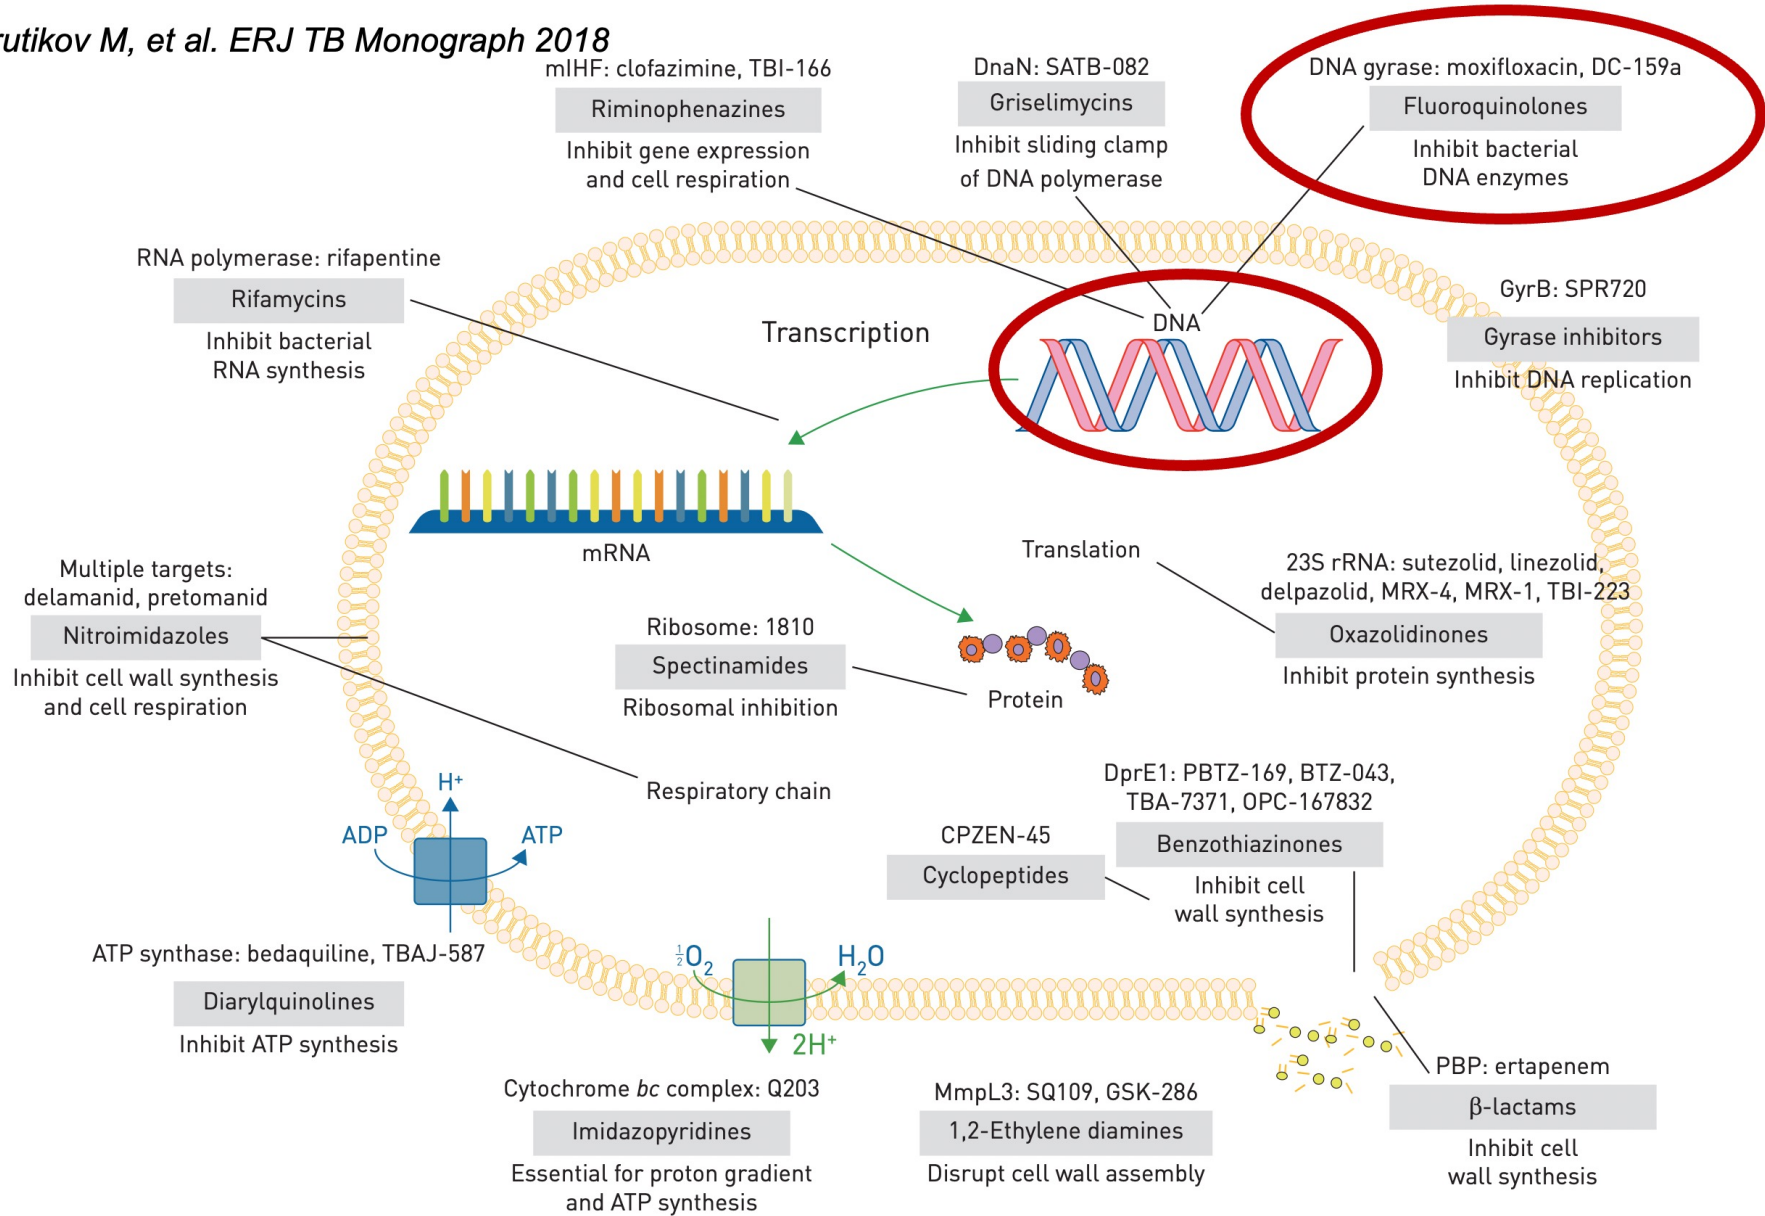 rutikov M, et al. ERJ TB Monograph 2018
mIHF: clofazimine, TBI-166
Riminophenazines
Inhibit gene expression
and cell respiration
DnaN: SATB-082
Griselimycins
Inhibit sliding clamp
of DNA polymerase
DNA gyrase: moxifloxacin, DC-159a
Fluoroquinolones
Inhibit bacterial
DNA enzymes
RNA polymerase: rifapentine
Rifamycins
Inhibit bacterial
RNA synthesis
Transcription
DNA
GyrB: SPR720
Gyrase inhibitors
Inhibit DNA replication
mRNA
Translation
23S rRNA: sutezolid, linezolid,
delpazolid, MRX-4, MRX-1, TBI-223
Oxazolidinones
Inhibit protein synthesis
Multiple targets:
delamanid, pretomanid
Nitroimidazoles
Inhibit cell wall synthesis
and cell respiration
Ribosome: 1810
Spectinamides
Ribosomal inhibition
Protein
Respiratory chain
H⁺
ADP
ATP
ATP synthase: bedaquiline, TBAJ-587
Diarylquinolines
Inhibit ATP synthesis
DprE1: PBTZ-169, BTZ-043,
TBA-7371, OPC-167832
Benzothiazinones
Inhibit cell
wall synthesis
CPZEN-45
Cyclopeptides
½O₂
H₂O
2H⁺
Cytochrome bc complex: Q203
Imidazopyridines
Essential for proton gradient
and ATP synthesis
MmpL3: SQ109, GSK-286
1,2-Ethylene diamines
Disrupt cell wall assembly
PBP: ertapenem
β-lactams
Inhibit cell
wall synthesis